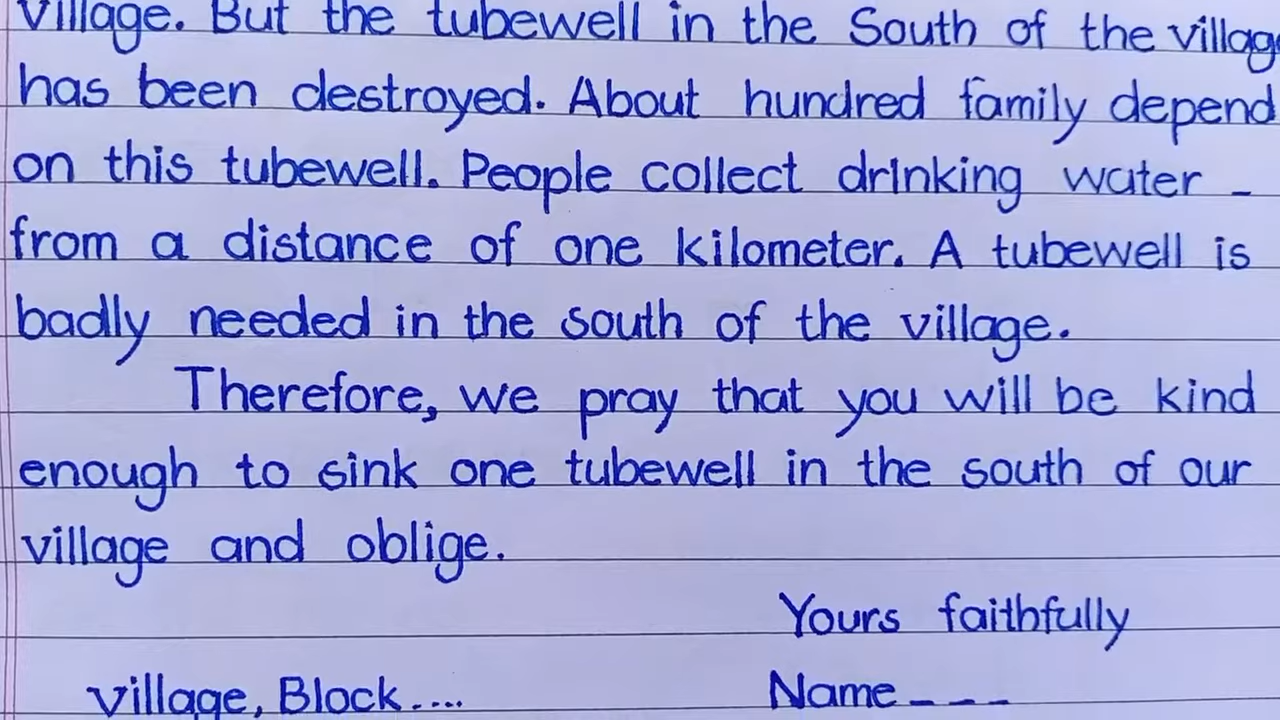 village. But the tubewell in the South of the village
has been destroyed. About hundred family depend
on this tubewell. People collect drinking water -
from a distance of one kilometer. A tubewell is
badly needed in the south of the village.
Therefore, we pray that you will be kind
enough to sink one tubewell in the south of our
village and oblige.
Yours faithfully
Village, Block.... Name _ _ _